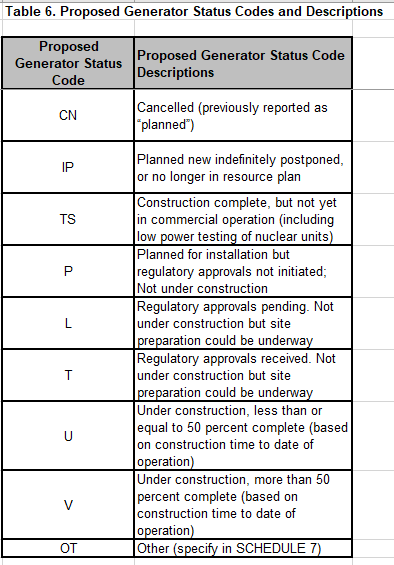 Table 6. Proposed Generator Status Codes and Descriptions
Proposed
Generator Status
Code
Proposed Generator Status Code
Descriptions
CN
Cancelled (previously reported as
“planned”)
IP
Planned new indefinitely postponed,
or no longer in resource plan
TS
Construction complete, but not yet
in commercial operation (including
low power testing of nuclear units)
P
Planned for installation but
regulatory approvals not initiated;
Not under construction
L
Regulatory approvals pending. Not
under construction but site
preparation could be underway
T
Regulatory approvals received. Not
under construction but site
preparation could be underway
U
Under construction, less than or
equal to 50 percent complete (based
on construction time to date of
operation)
V
Under construction, more than 50
percent complete (based on
construction time to date of
operation)
OT
Other (specify in SCHEDULE 7)